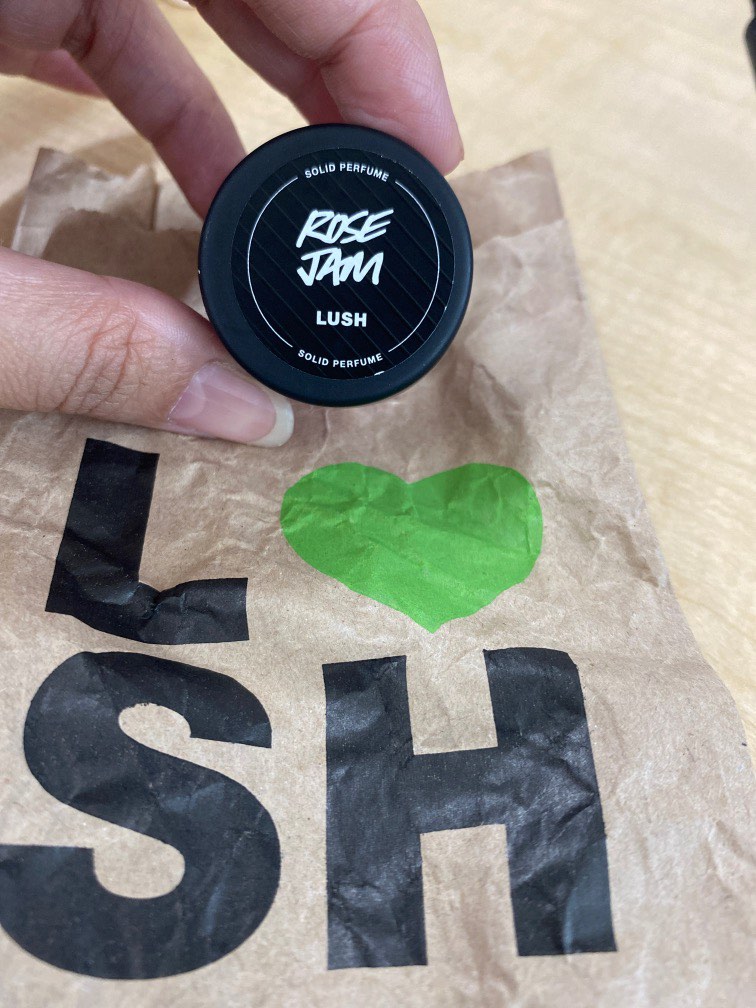 SOLID PERFUME
ROSE
JAM
LUSH
SOLID PERFUME
L
SH